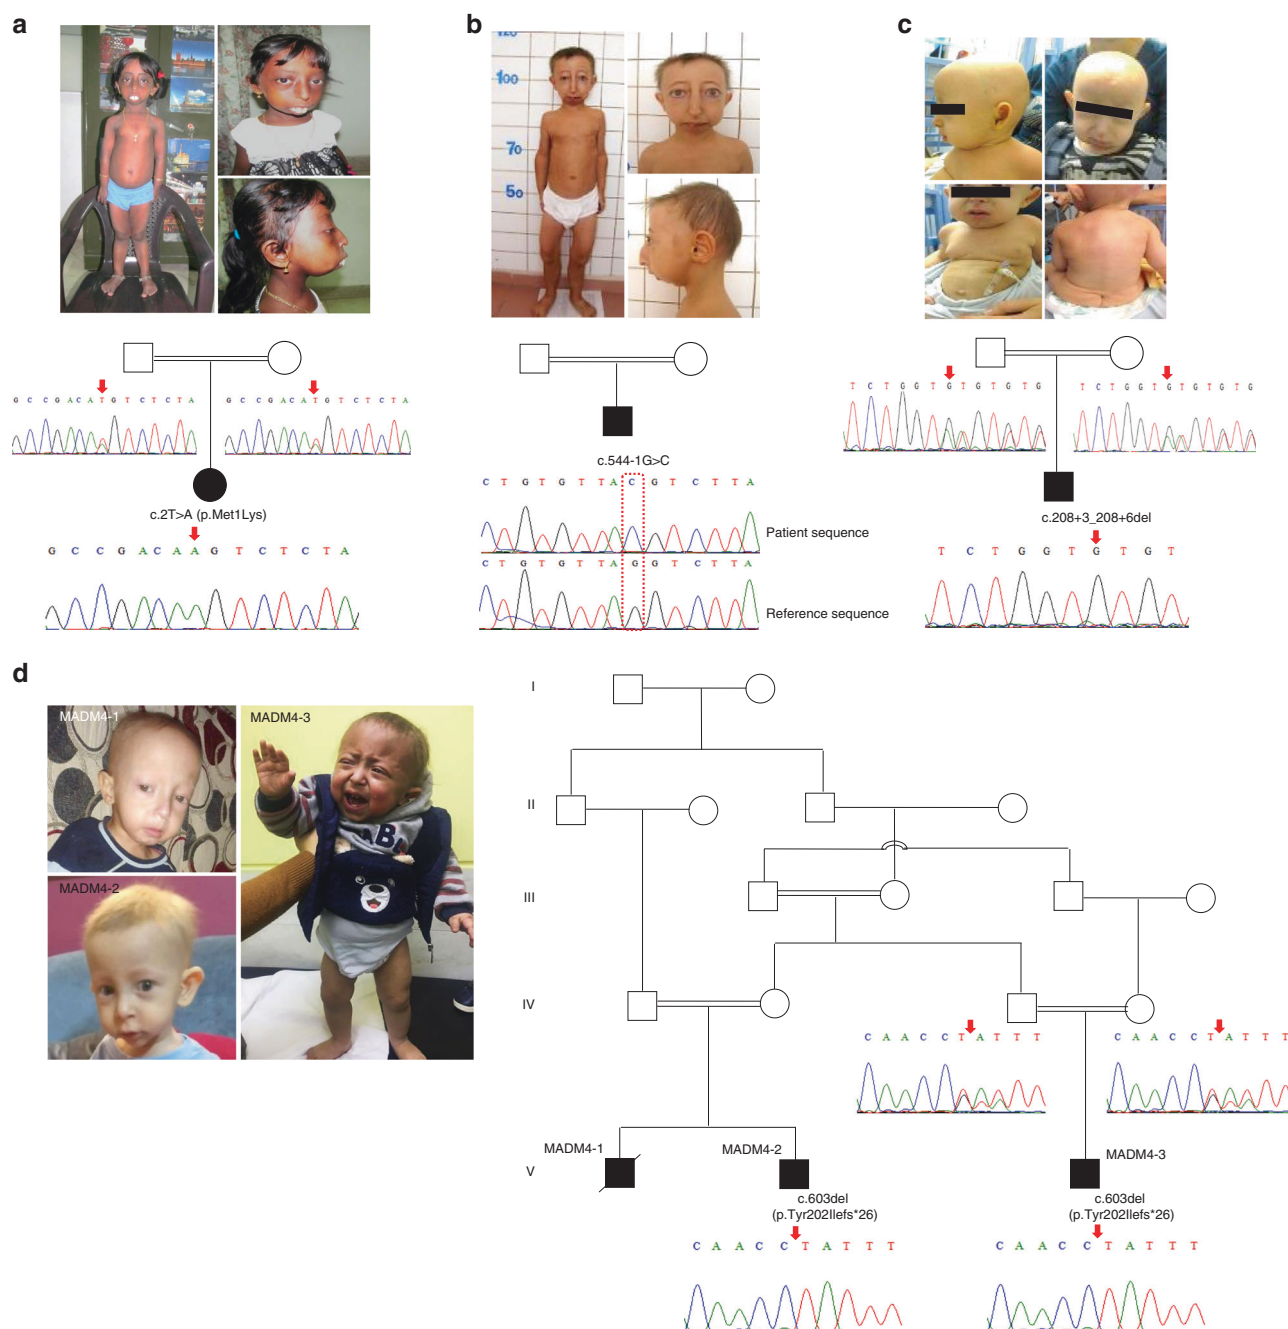 a
b
c
120
100
70
50
G C C G A C A T G T C T C T A
G C C G A C A T G T C T C T A
c.2T>A (p.Met1Lys)
G C C G A C A A G T C T C T A
c.544-1G>C
C T G T G T T A C G T C T T A
Patient sequence
C T G T G T T A G G T C T T A
Reference sequence
T C T G G T G T G T G T G
T C T G G T G T G T G T G
c.208+3_208+6del
T C T G G T G T G T
d
MADM4-1
MADM4-2
MADM4-3
I
II
III
IV
V
C A A C C T A T T T
C A A C C T A T T T
MADM4-1
MADM4-2
MADM4-3
c.603del
(p.Tyr202Ilefs*26)
c.603del
(p.Tyr202Ilefs*26)
C A A C C T A T T T
C A A C C T A T T T